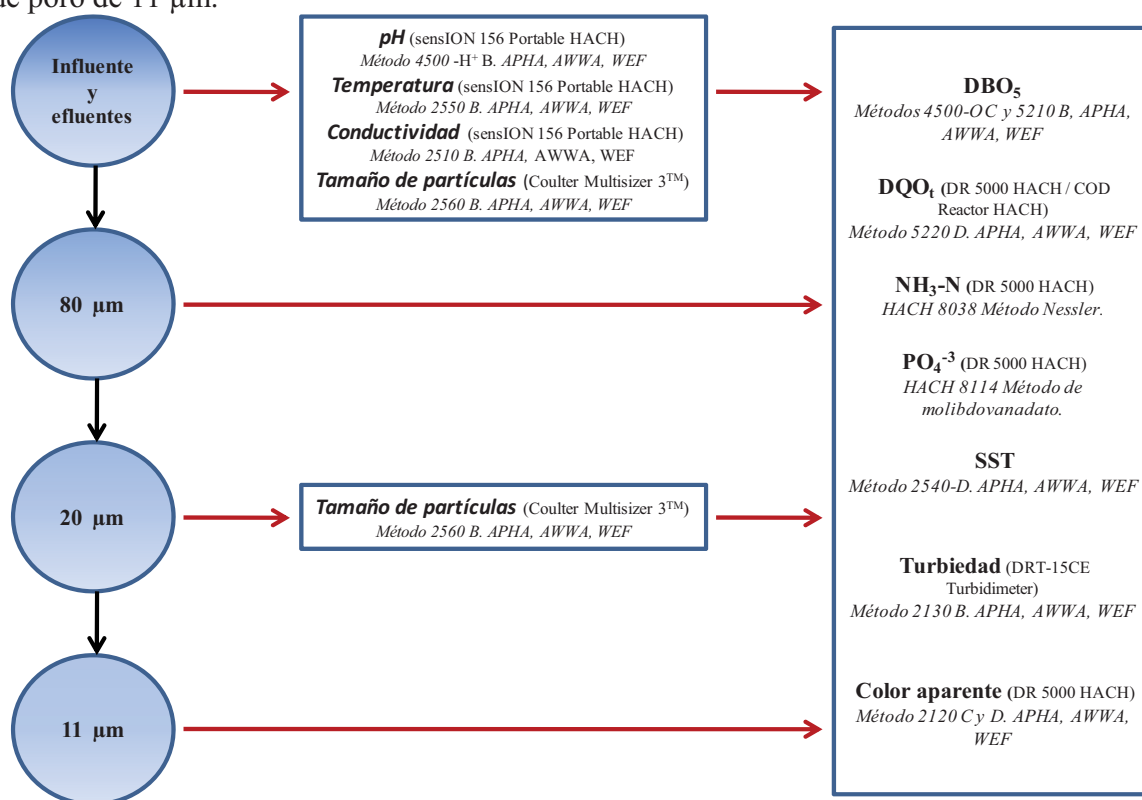 de poro de 11 µm.
Influente
y
efluentes
pH (sensION 156 Portable HACH)
Método 4500 -H⁺ B. APHA, AWWA, WEF
Temperatura (sensION 156 Portable HACH)
Método 2550 B. APHA, AWWA, WEF
Conductividad (sensION 156 Portable HACH)
Método 2510 B. APHA, AWWA, WEF
Tamaño de partículas (Coulter Multisizer 3™)
Método 2560 B. APHA, AWWA, WEF
80 µm
20 µm
Tamaño de partículas (Coulter Multisizer 3™)
Método 2560 B. APHA, AWWA, WEF
11 µm
DBO₅
Métodos 4500-OC y 5210 B, APHA,
AWWA, WEF
DQOₜ (DR 5000 HACH / COD
Reactor HACH)
Método 5220 D. APHA, AWWA, WEF
NH₃-N (DR 5000 HACH)
HACH 8038 Método Nessler.
PO₄⁻³ (DR 5000 HACH)
HACH 8114 Método de
molibdovanadato.
SST
Método 2540-D. APHA, AWWA, WEF
Turbiedad (DRT-15CE
Turbidimeter)
Método 2130 B. APHA, AWWA, WEF
Color aparente (DR 5000 HACH)
Método 2120 C y D. APHA, AWWA,
WEF